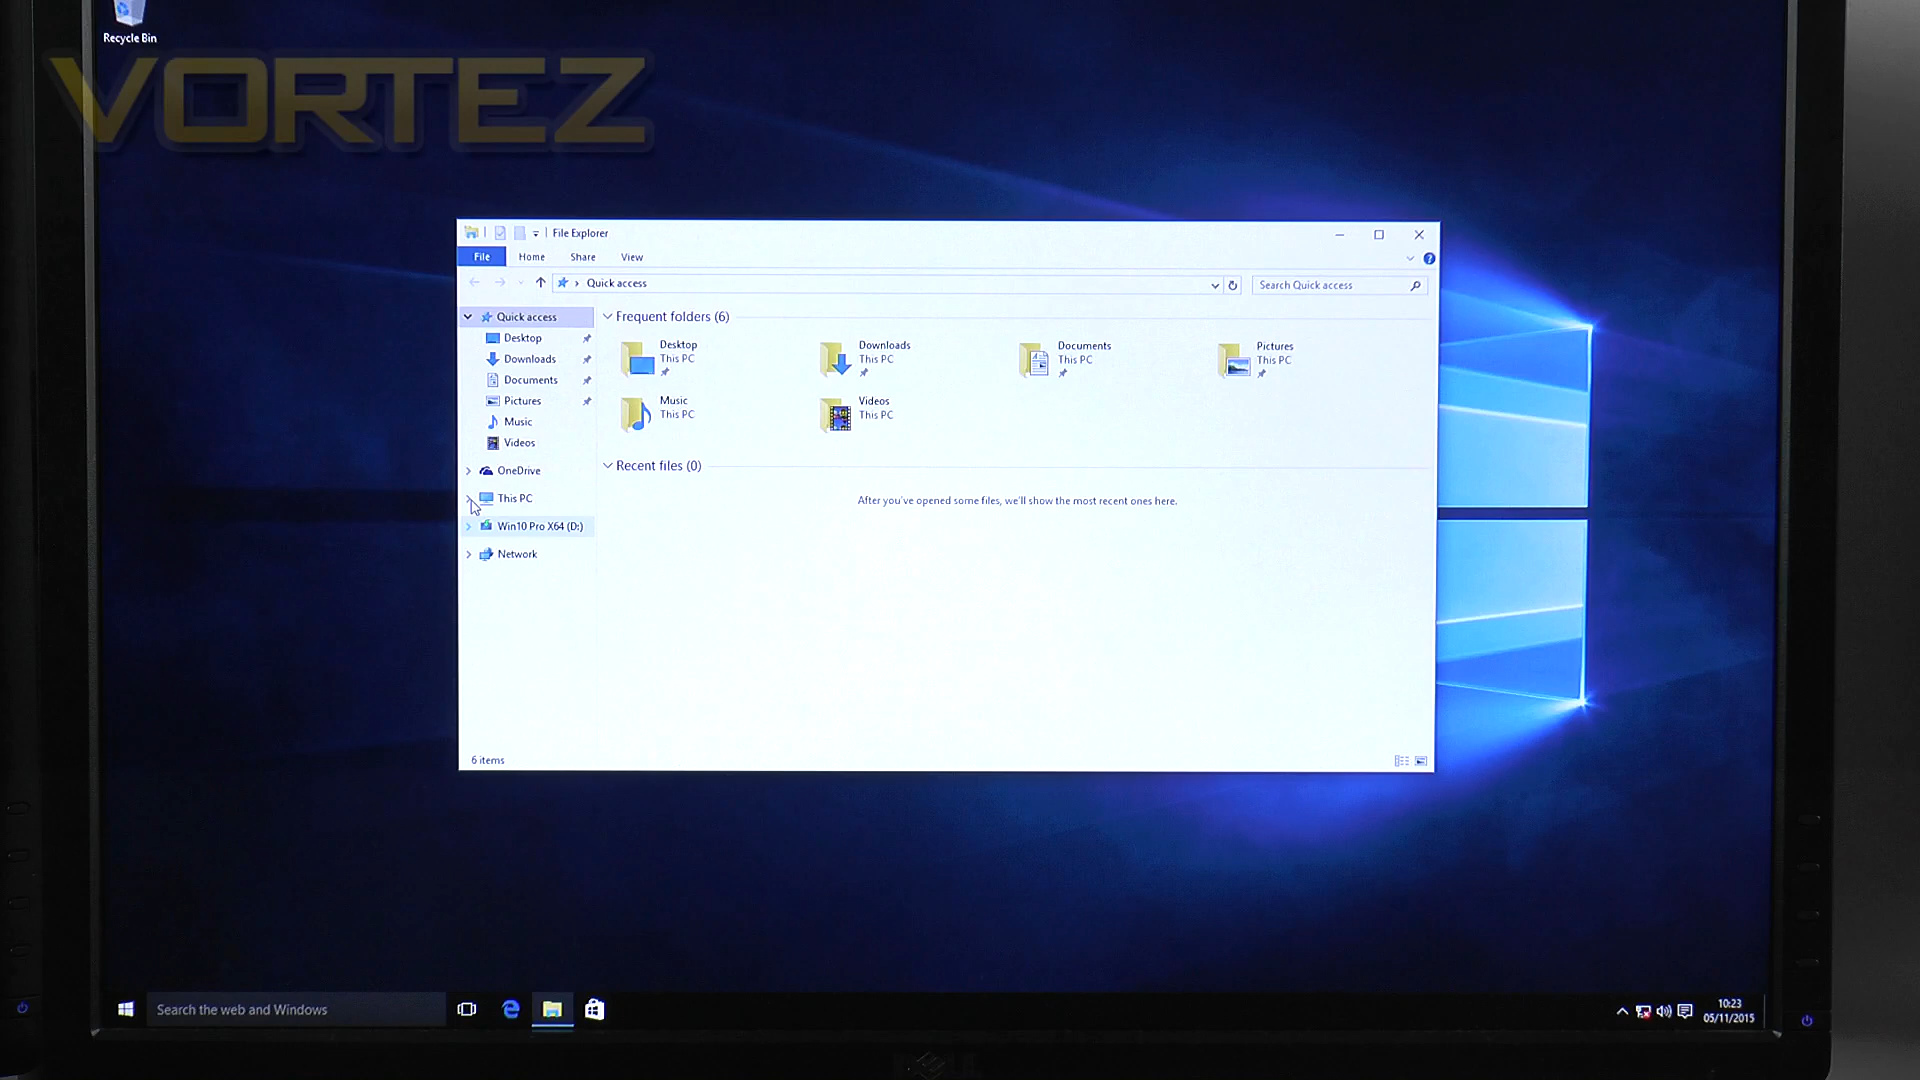 Recycle Bin
VORTEZ
File Explorer
File Home Share View
Quick access
Search Quick access
Quick access
Desktop
Downloads
Documents
Pictures
Music
Videos
OneDrive
This PC
Win10 Pro X64 (D:)
Network
Frequent folders (6)
Desktop
This PC
Downloads
This PC
Documents
This PC
Pictures
This PC
Music
This PC
Videos
This PC
Recent files (0)
After you've opened some files, we'll show the most recent ones here.
6 items
Search the web and Windows
10:23
05/11/2015
DELL